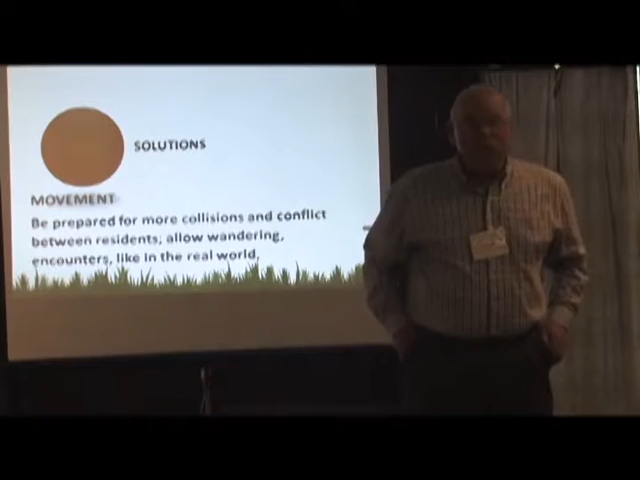 SOLUTIONS
MOVEMENT
Be prepared for more collisions and conflict
between residents; allow wandering,
encounters, like in the real world.